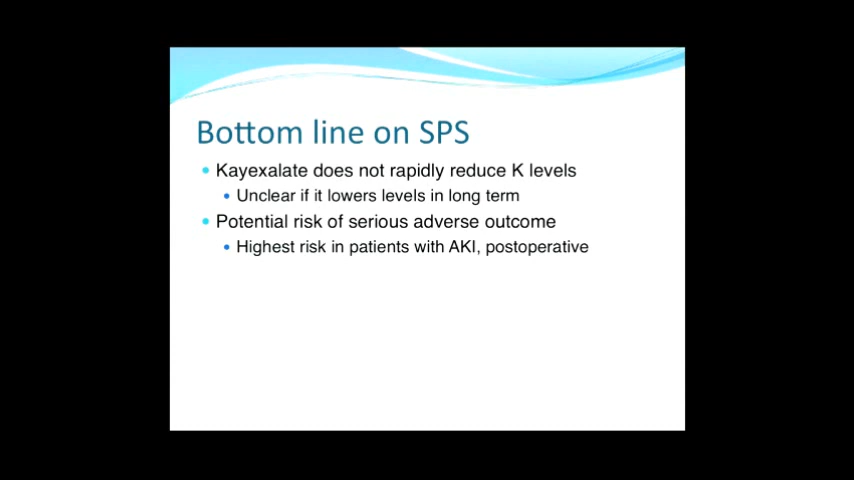 Bottom line on SPS
• Kayexalate does not rapidly reduce K levels
• Unclear if it lowers levels in long term
• Potential risk of serious adverse outcome
• Highest risk in patients with AKI, postoperative